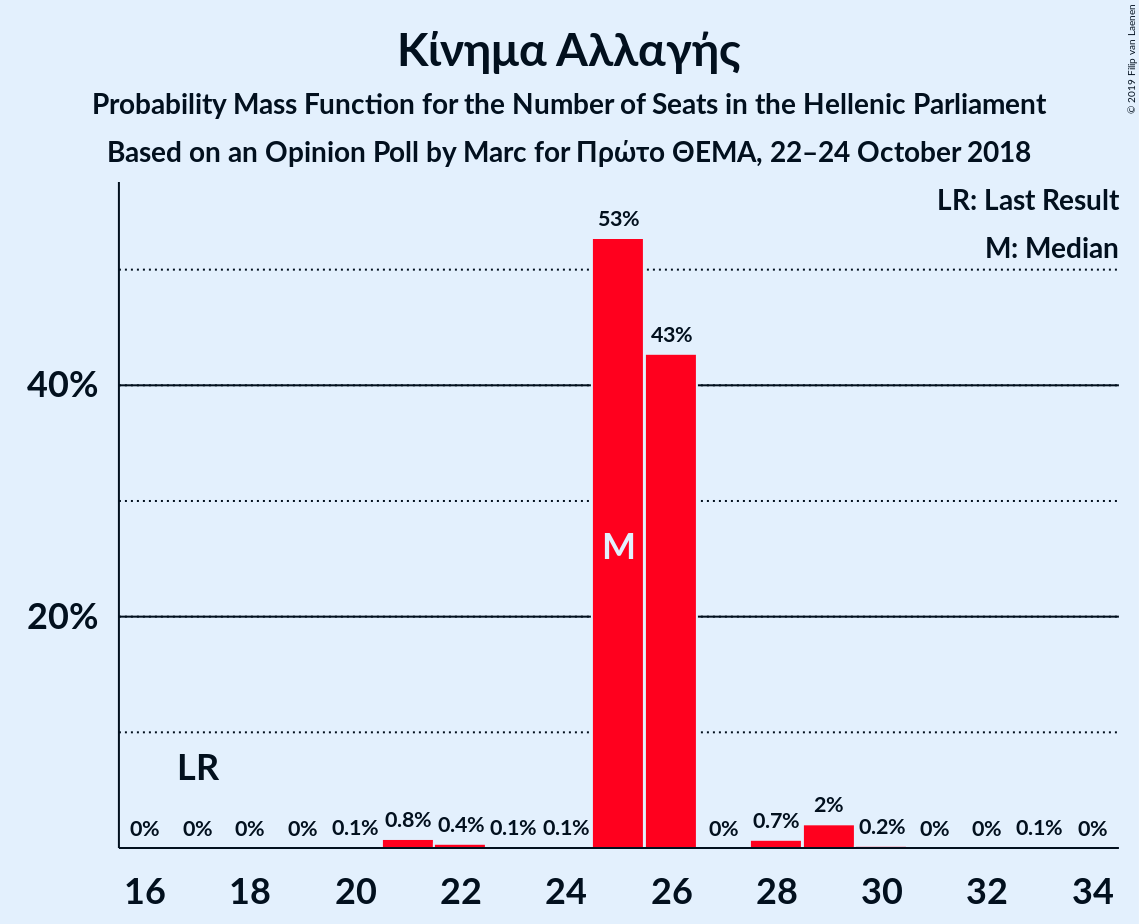 Κίνημα Αλλαγής
Probability Mass Function for the Number of Seats in the Hellenic Parliament
Based on an Opinion Poll by Marc for Πρώτο ΘΕΜΑ, 22–24 October 2018
© 2019 Filip van Laenen
LR: Last Result
M: Median
53%
43%
40%
M
20%
LR
0% 0% 0% 0% 0.1% 0.8% 0.4% 0.1% 0.1% 0% 0.7% 2% 0.2% 0% 0% 0.1% 0%
16 18 20 22 24 26 28 30 32 34